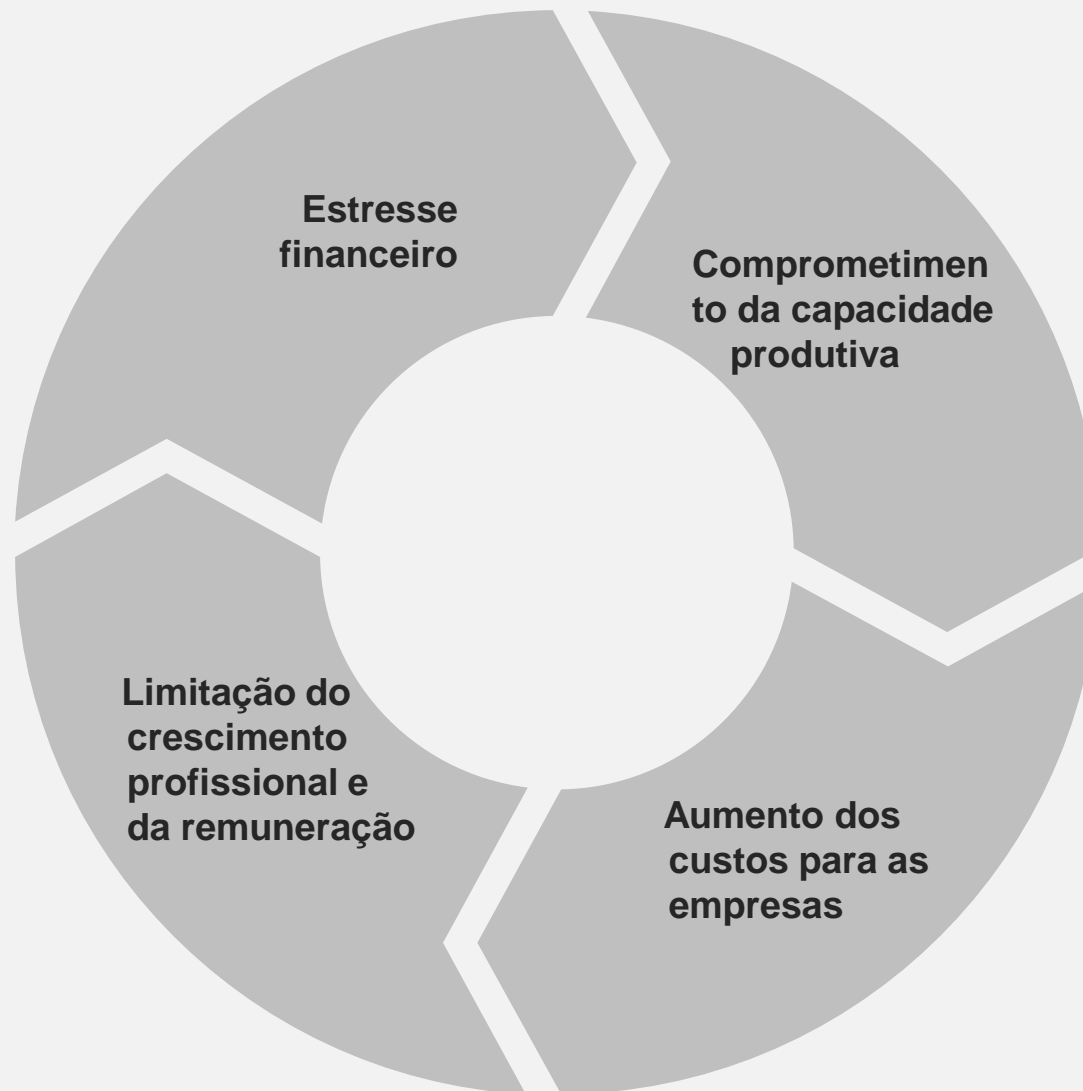 Estresse
financeiro
Comprometimen
to da capacidade
produtiva
Aumento dos
custos para as
empresas
Limitação do
crescimento
profissional e
da remuneração